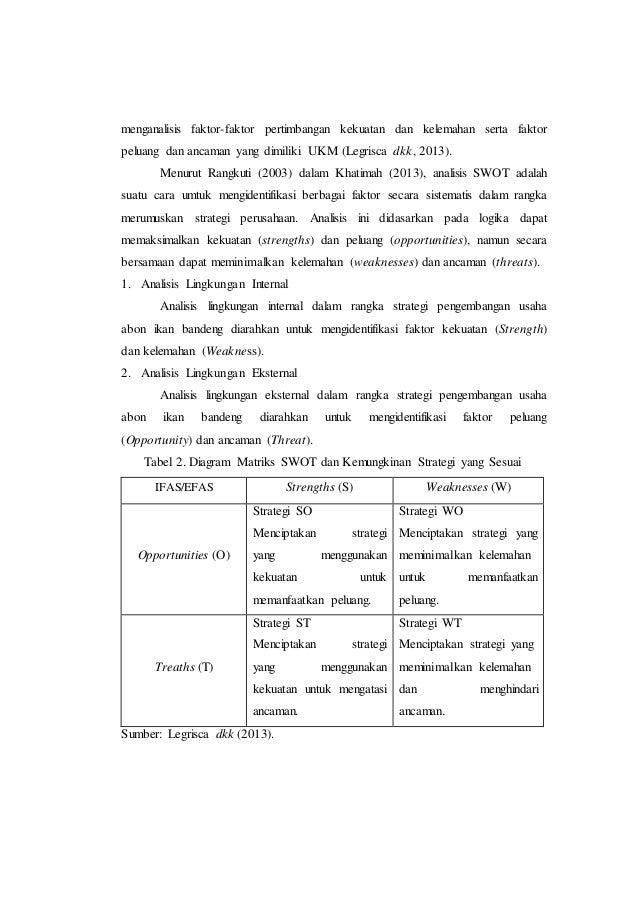 menganalisis faktor-faktor pertimbangan kekuatan dan kelemahan serta faktor
peluang dan ancaman yang dimiliki UKM (Legrisca dkk, 2013).
Menurut Rangkuti (2003) dalam Khatimah (2013), analisis SWOT adalah
suatu cara umtuk mengidentifikasi berbagai faktor secara sistematis dalam rangka
merumuskan strategi perusahaan. Analisis ini didasarkan pada logika dapat
memaksimalkan kekuatan (strengths) dan peluang (opportunities), namun secara
bersamaan dapat meminimalkan kelemahan (weaknesses) dan ancaman (threats).
1. Analisis Lingkungan Internal
Analisis lingkungan internal dalam rangka strategi pengembangan usaha
abon ikan bandeng diarahkan untuk mengidentifikasi faktor kekuatan (Strength)
dan kelemahan (Weakness).
2. Analisis Lingkungan Eksternal
Analisis lingkungan eksternal dalam rangka strategi pengembangan usaha
abon ikan bandeng diarahkan untuk mengidentifikasi faktor peluang
(Opportunity) dan ancaman (Threat).
Tabel 2. Diagram Matriks SWOT dan Kemungkinan Strategi yang Sesuai
IFAS/EFAS
Strengths (S)
Weaknesses (W)
Opportunities (O)
Strategi SO
Menciptakan strategi
yang menggunakan
kekuatan untuk
memanfaatkan peluang.
Strategi WO
Menciptakan strategi yang
meminimalkan kelemahan
untuk memanfaatkan
peluang.
Treaths (T)
Strategi ST
Menciptakan strategi
yang menggunakan
kekuatan untuk mengatasi
ancaman.
Strategi WT
Menciptakan strategi yang
meminimalkan kelemahan
dan menghindari
ancaman.
Sumber: Legrisca dkk (2013).